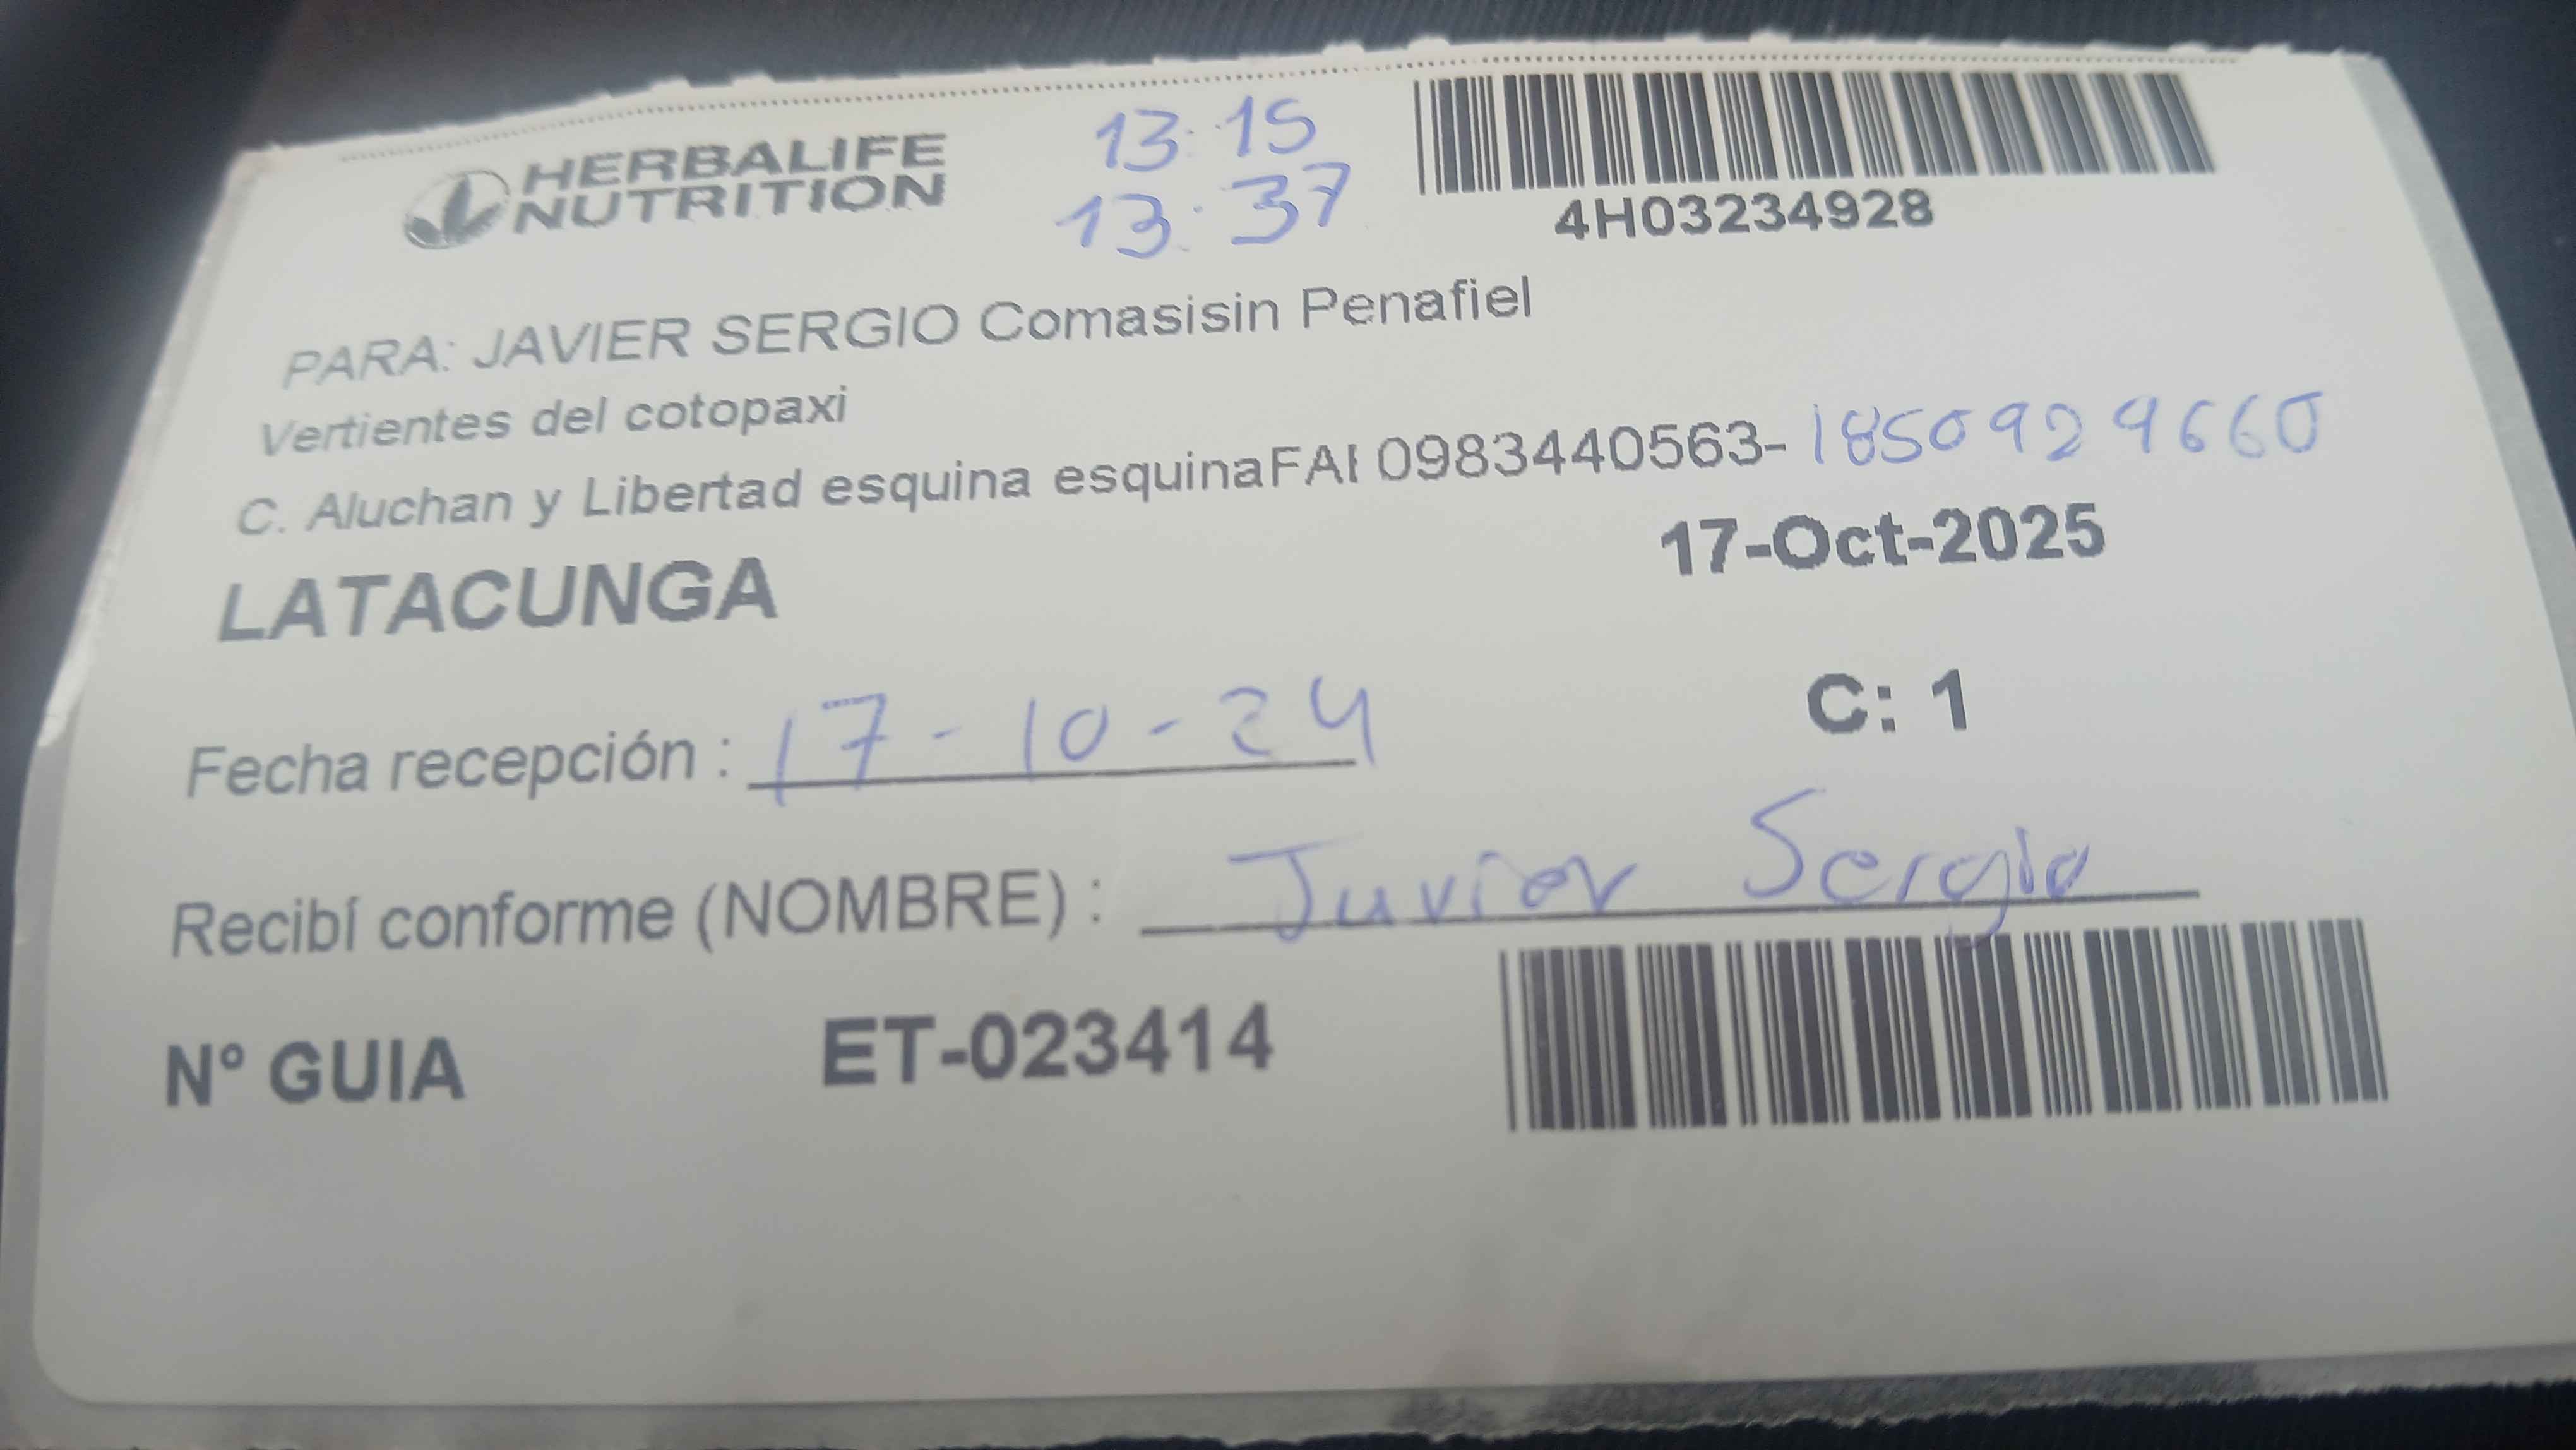 HERBALIFE
NUTRITION
13:15
13:37
4H03234928
PARA: JAVIER SERGIO Comasisin Penafiel
Vertientes del cotopaxi
C. Aluchan y Libertad esquina esquinaFAI 0983440563- 1850929660
LATACUNGA
17-Oct-2025
C: 1
Fecha recepción : 17-10-24
Recibí conforme (NOMBRE) : Javier Sergio
Nº GUIA ET-023414